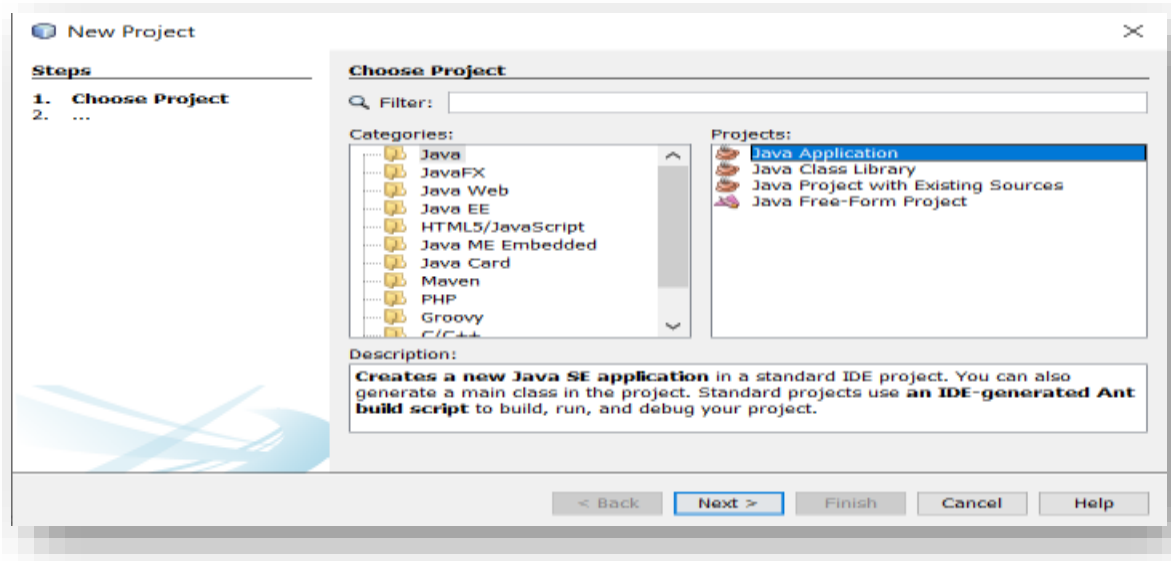 New Project
Steps
1. Choose Project
2. ...
Choose Project
Filter:
Categories:
Java
JavaFX
Java Web
Java EE
HTML5/JavaScript
Java ME Embedded
Java Card
Maven
PHP
Groovy
C/C++
Projects:
Java Application
Java Class Library
Java Project with Existing Sources
Java Free-Form Project
Description:
Creates a new Java SE application in a standard IDE project. You can also
generate a main class in the project. Standard projects use an IDE-generated Ant
build script to build, run, and debug your project.
< Back Next > Finish Cancel Help